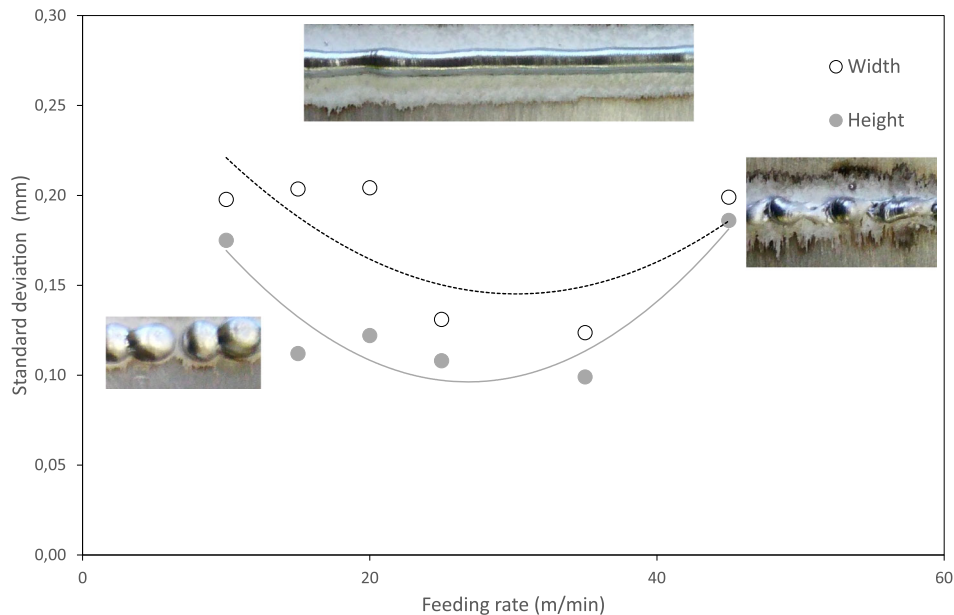 0,30
0,25
0,20
0,15
0,10
0,05
0,00
0
20
40
60
Standard deviation (mm)
Feeding rate (m/min)
Width
Height